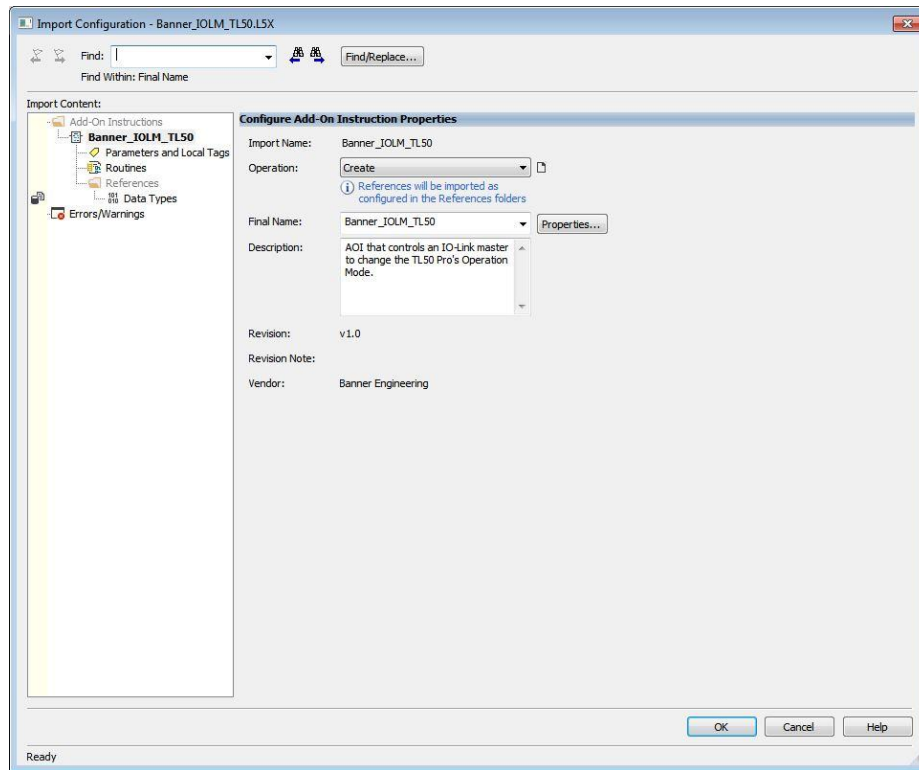 Import Configuration - Banner_IOLM_TL50.L5X
Find:
Find/Replace...
Find Within: Final Name
Import Content:
Add-On Instructions
Banner_IOLM_TL50
Parameters and Local Tags
Routines
References
Data Types
Errors/Warnings
Configure Add-On Instruction Properties
Import Name: Banner_IOLM_TL50
Operation: Create
References will be imported as
configured in the References folders
Final Name: Banner_IOLM_TL50 Properties...
Description: AOI that controls an IO-Link master
to change the TL50 Pro's Operation
Mode.
Revision: v1.0
Revision Note:
Vendor: Banner Engineering
OK Cancel Help
Ready